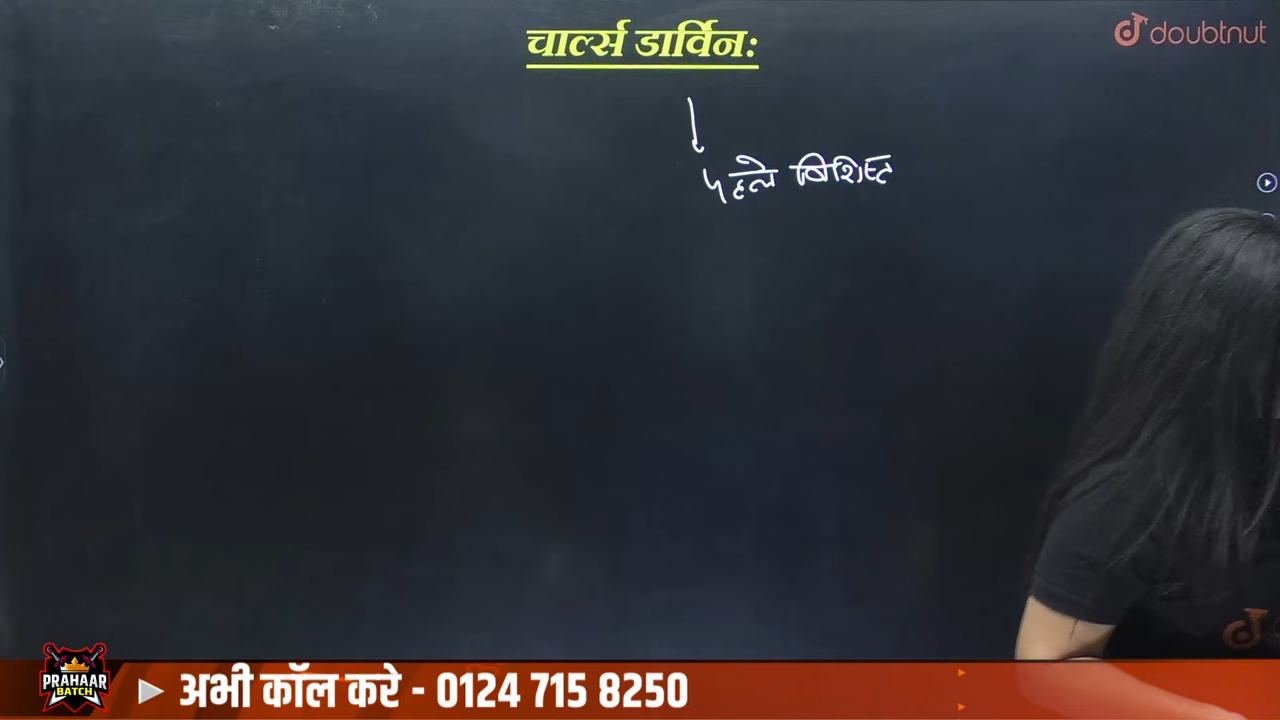 चार्ल्स डार्विन:
doubtnut
पहले विशिष्ट
PRAHAAR
BATCH
अभी कॉल करे - 0124 715 8250